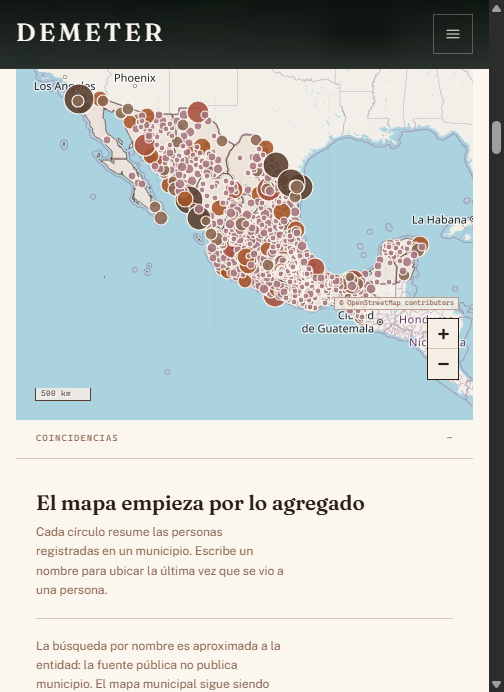 DEMETER
Phoenix
Los Angeles
La Habana
© OpenStreetMap contributors
de Guatemala
+
−
500 km
COINCIDENCIAS
−
El mapa empieza por lo agregado
Cada círculo resume las personas
registradas en un municipio. Escribe un
nombre para ubicar la última vez que se vio a
una persona.
La búsqueda por nombre es aproximada a la
entidad: la fuente pública no publica
municipio. El mapa municipal sigue siendo